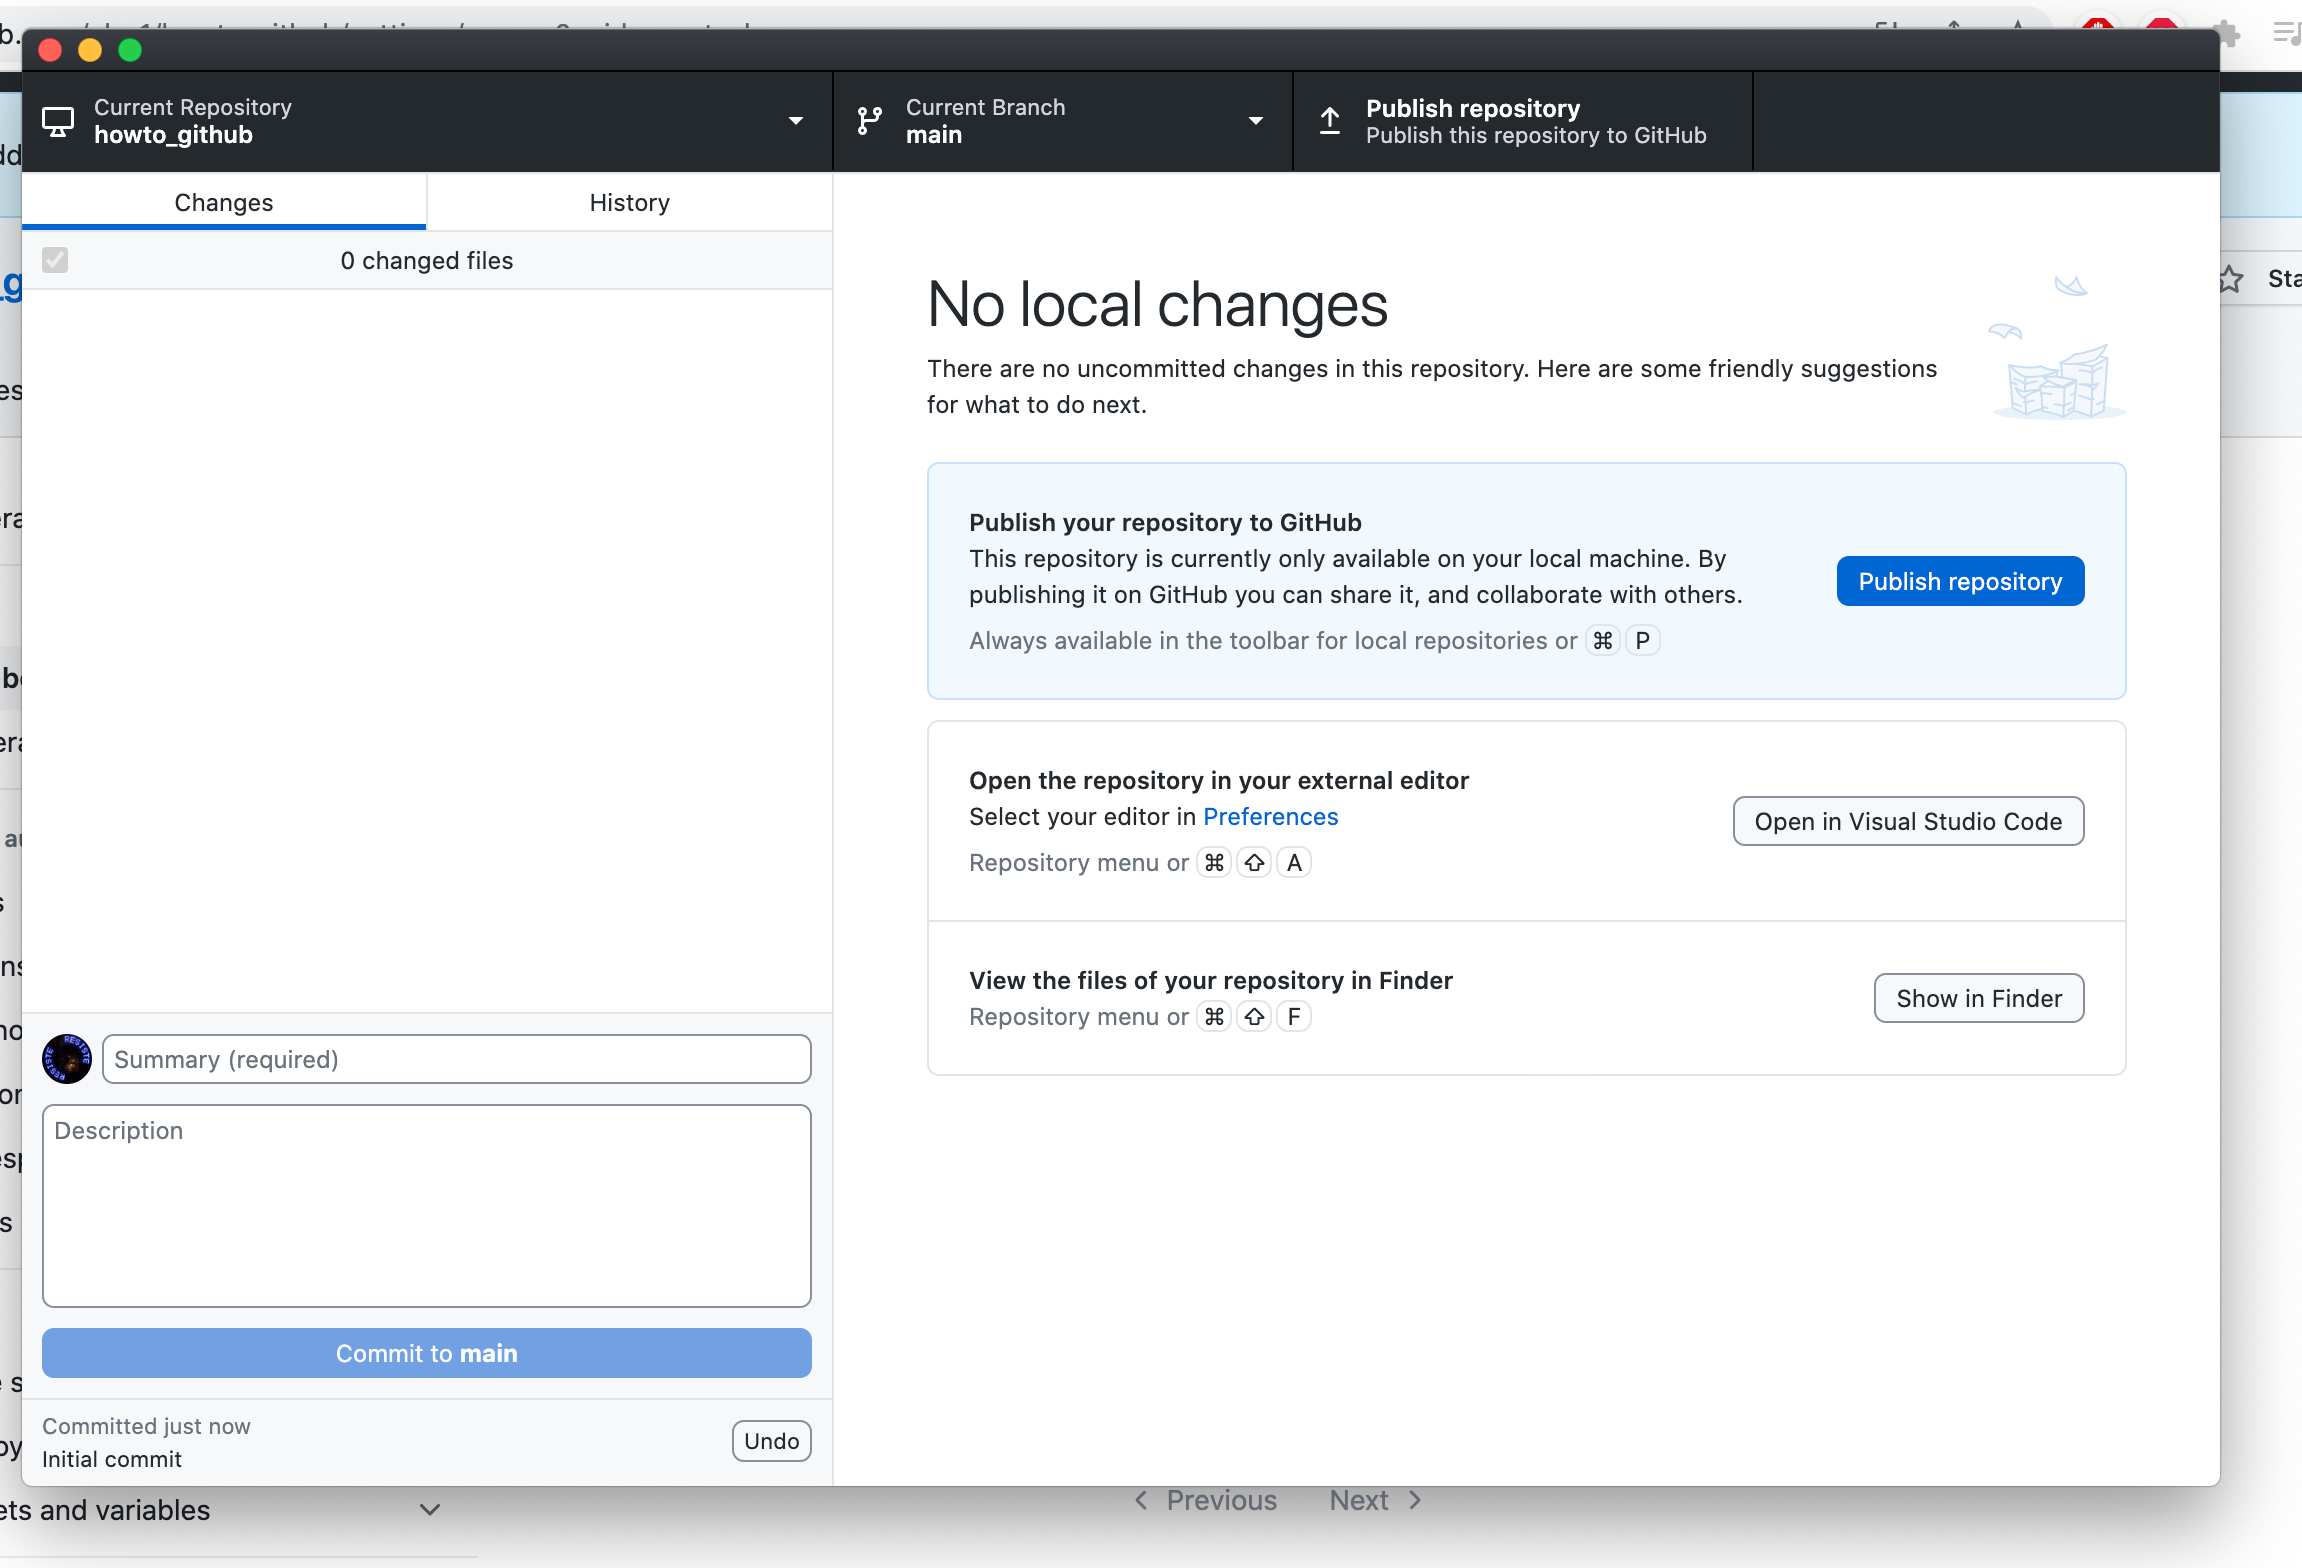 Current Repository
howto_github
Current Branch
main
Publish repository
Publish this repository to GitHub
Changes
History
0 changed files
No local changes
There are no uncommitted changes in this repository. Here are some friendly suggestions
for what to do next.
Publish your repository to GitHub
This repository is currently only available on your local machine. By
publishing it on GitHub you can share it, and collaborate with others.
Always available in the toolbar for local repositories or ⌘ P
Publish repository
Open the repository in your external editor
Select your editor in Preferences
Repository menu or ⌘ ⇧ A
Open in Visual Studio Code
View the files of your repository in Finder
Repository menu or ⌘ ⇧ F
Show in Finder
RESISTE
Summary (required)
Description
Commit to main
Committed just now
Initial commit
Undo
and variables
Previous
Next